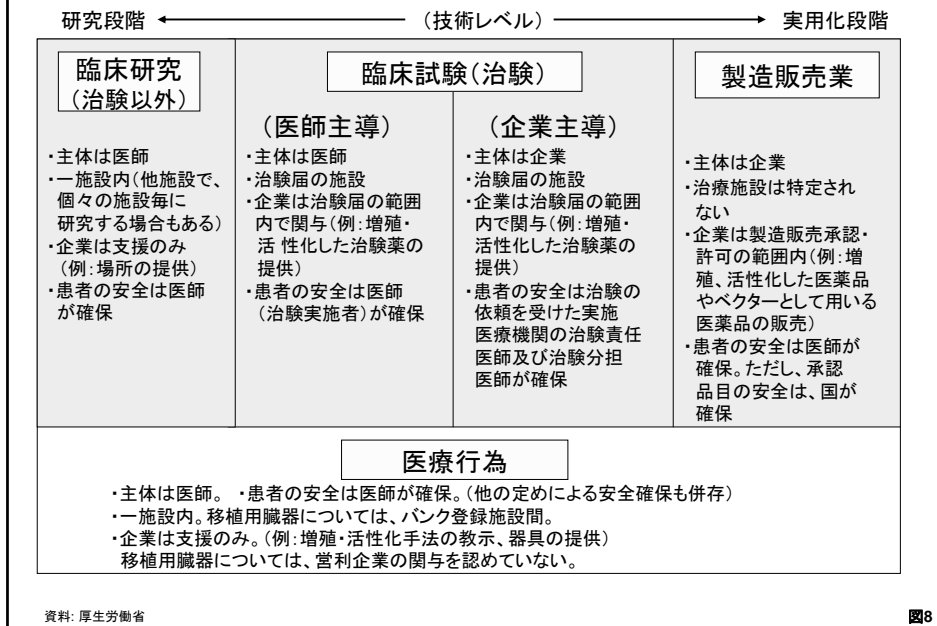 研究段階 (技術レベル) 実用化段階
臨床研究
(治験以外)
・主体は医師
・一施設内(他施設で、
個々の施設毎に
研究する場合もある)
・企業は支援のみ
(例:場所の提供)
・患者の安全は医師
が確保
臨床試験(治験)
(医師主導)
・主体は医師
・治験届の施設
・企業は治験届の範囲
内で関与(例:増殖・
活 性化した治験薬の
提供)
・患者の安全は医師
(治験実施者)が確保
(企業主導)
・主体は企業
・治験届の施設
・企業は治験届の範囲
内で関与(例:増殖・
活性化した治験薬の
提供)
・患者の安全は治験の
依頼を受けた実施
医療機関の治験責任
医師及び治験分担
医師が確保
製造販売業
・主体は企業
・治療施設は特定され
ない
・企業は製造販売承認・
許可の範囲内(例:増
殖、活性化した医薬品
やベクターとして用いる
医薬品の販売)
・患者の安全は医師が
確保。ただし、承認
品目の安全は、国が
確保
医療行為
・主体は医師。 ・患者の安全は医師が確保。(他の定めによる安全確保も併存)
・一施設内。移植用臓器については、バンク登録施設間。
・企業は支援のみ。(例:増殖・活性化手法の教示、器具の提供)
移植用臓器については、営利企業の関与を認めていない。
資料: 厚生労働省
図8